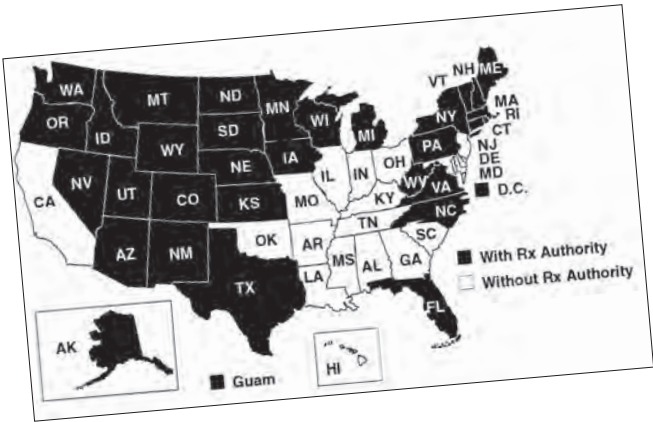 WA
MT
ND
MN
VT
NH
ME
OR
ID
SD
WI
MI
NY
MA
RI
CT
WY
IA
PA
NJ
DE
MD
NE
NV
UT
CO
KS
IL
IN
OH
WV
VA
D.C.
CA
MO
KY
NC
AZ
NM
OK
AR
TN
SC
With Rx Authority
MS
AL
GA
Without Rx Authority
TX
LA
FL
AK
Guam
HI